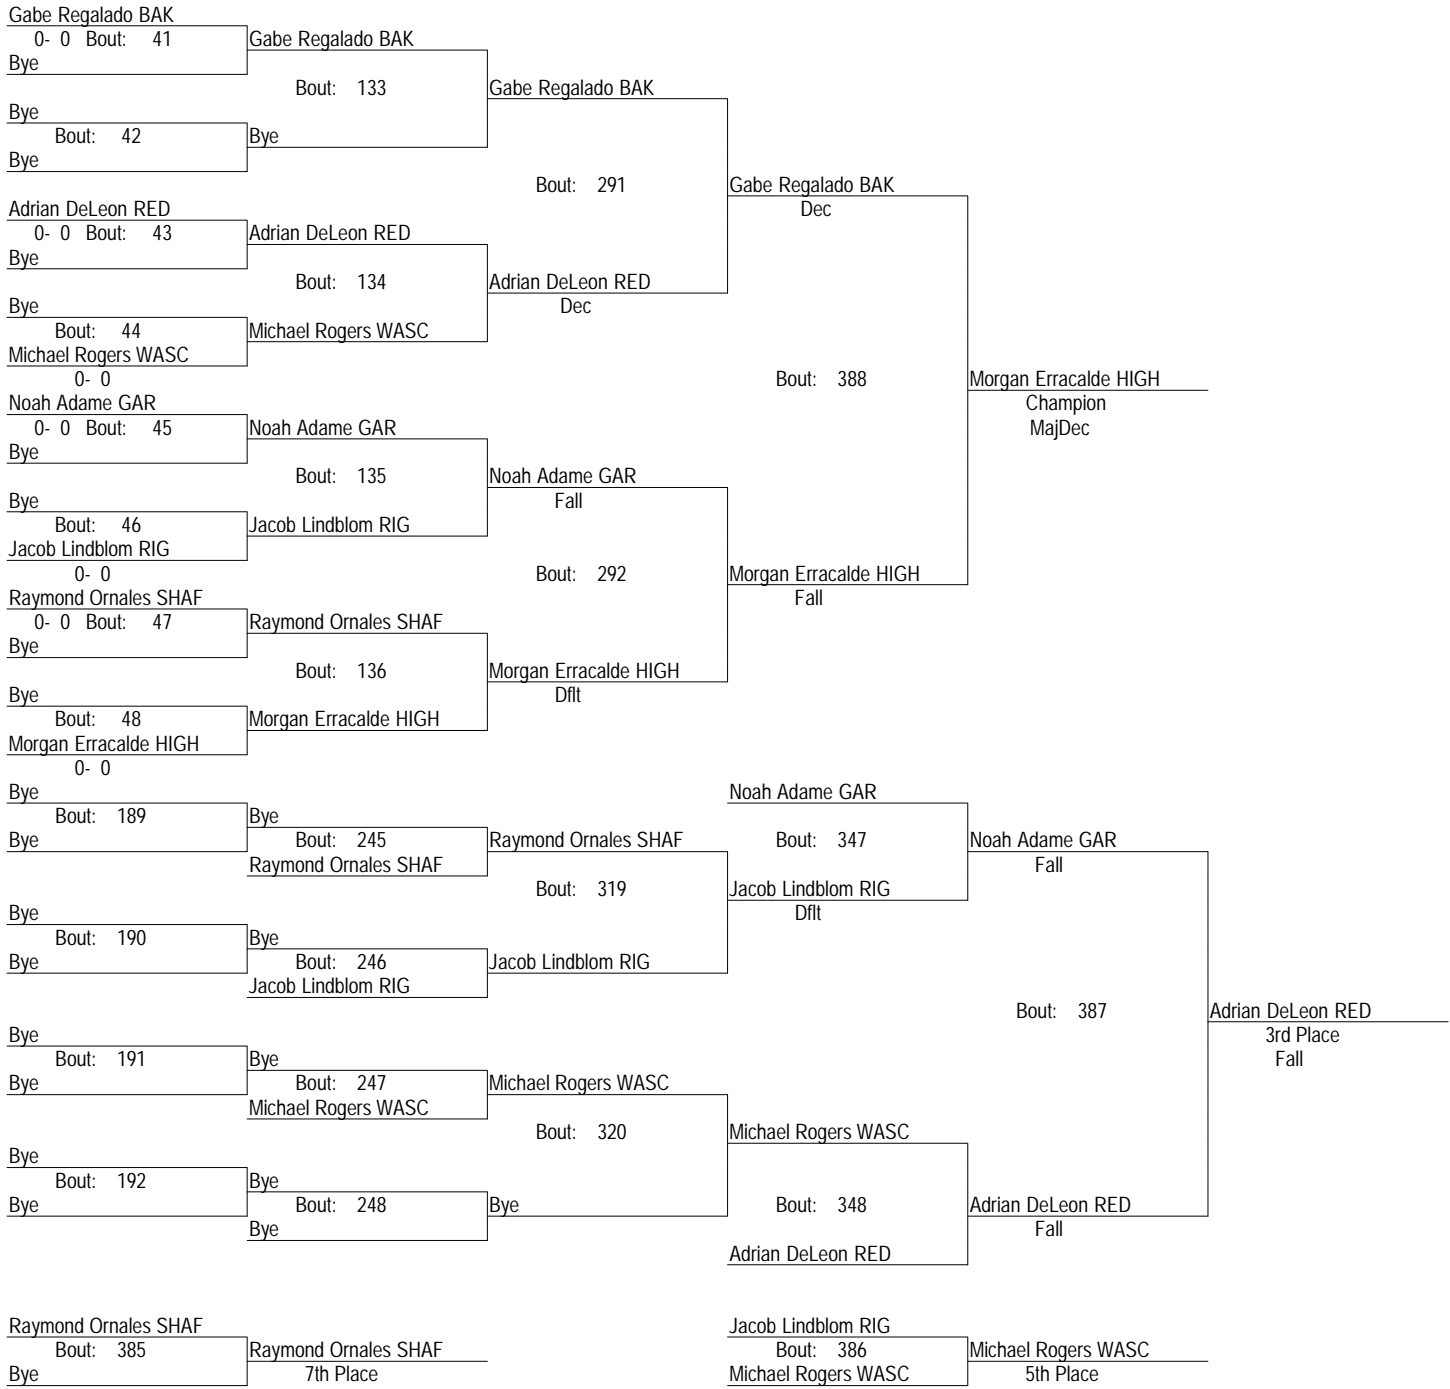 Gabe Regalado BAK
0- 0 Bout: 41 Gabe Regalado BAK
Bye
Bout: 133 Gabe Regalado BAK
Bye
Bout: 42 Bye
Bye
Bout: 291 Gabe Regalado BAK
Dec
Adrian DeLeon RED
0- 0 Bout: 43 Adrian DeLeon RED
Bye
Bout: 134 Adrian DeLeon RED
Bye Dec
Bout: 44 Michael Rogers WASC
Michael Rogers WASC
0- 0 Bout: 388 Morgan Erracalde HIGH
Noah Adame GAR Champion
0- 0 Bout: 45 Noah Adame GAR MajDec
Bye
Bout: 135 Noah Adame GAR
Bye Fall
Bout: 46 Jacob Lindblom RIG
Jacob Lindblom RIG
0- 0 Bout: 292 Morgan Erracalde HIGH
Raymond Ornales SHAF Fall
0- 0 Bout: 47 Raymond Ornales SHAF
Bye
Bout: 136 Morgan Erracalde HIGH
Bye Dflt
Bout: 48 Morgan Erracalde HIGH
Morgan Erracalde HIGH
0- 0
Bye Noah Adame GAR
Bout: 189 Bye
Bye Bout: 245 Raymond Ornales SHAF Bout: 347 Noah Adame GAR
Raymond Ornales SHAF Fall
Bout: 319 Jacob Lindblom RIG
Bye Dflt
Bout: 190 Bye
Bye Bout: 246 Jacob Lindblom RIG
Jacob Lindblom RIG
Bout: 387 Adrian DeLeon RED
Bye 3rd Place
Bout: 191 Bye Fall
Bye Bout: 247 Michael Rogers WASC
Michael Rogers WASC
Bout: 320 Michael Rogers WASC
Bye
Bout: 192 Bye
Bye Bout: 248 Bye Bout: 348 Adrian DeLeon RED
Bye Fall
Adrian DeLeon RED
Raymond Ornales SHAF Jacob Lindblom RIG
Bout: 385 Raymond Ornales SHAF Bout: 386 Michael Rogers WASC
Bye 7th Place Michael Rogers WASC 5th Place